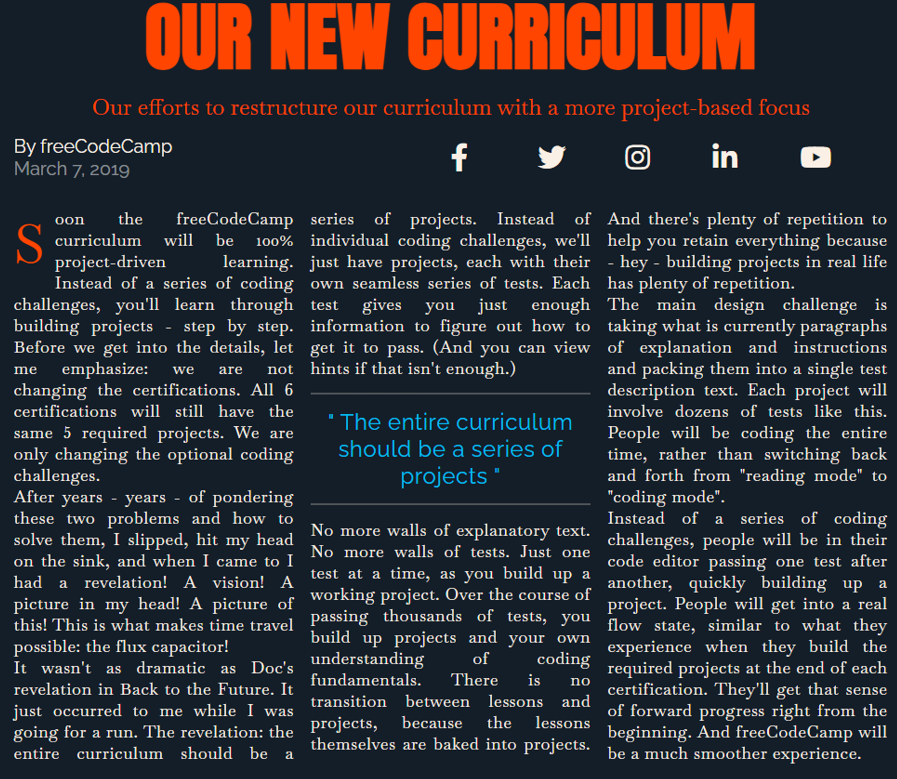 OUR NEW CURRICULUM
Our efforts to restructure our curriculum with a more project-based focus
By freeCodeCamp
March 7, 2019
Soon the freeCodeCamp
curriculum will be 100%
project-driven learning.
Instead of a series of coding
challenges, you'll learn through
building projects - step by step.
Before we get into the details, let
me emphasize: we are not
changing the certifications. All 6
certifications will still have the
same 5 required projects. We are
only changing the optional coding
challenges.
After years - years - of pondering
these two problems and how to
solve them, I slipped, hit my head
on the sink, and when I came to I
had a revelation! A vision! A
picture in my head! A picture of
this! This is what makes time travel
possible: the flux capacitor!
It wasn't as dramatic as Doc's
revelation in Back to the Future. It
just occurred to me while I was
going for a run. The revelation: the
entire curriculum should be a
series of projects. Instead of
individual coding challenges, we'll
just have projects, each with their
own seamless series of tests. Each
test gives you just enough
information to figure out how to
get it to pass. (And you can view
hints if that isn't enough.)
" The entire curriculum
should be a series of
projects "
No more walls of explanatory text.
No more walls of tests. Just one
test at a time, as you build up a
working project. Over the course of
passing thousands of tests, you
build up projects and your own
understanding of coding
fundamentals. There is no
transition between lessons and
projects, because the lessons
themselves are baked into projects.
And there's plenty of repetition to
help you retain everything because
- hey - building projects in real life
has plenty of repetition.
The main design challenge is
taking what is currently paragraphs
of explanation and instructions
and packing them into a single test
description text. Each project will
involve dozens of tests like this.
People will be coding the entire
time, rather than switching back
and forth from "reading mode" to
"coding mode".
Instead of a series of coding
challenges, people will be in their
code editor passing one test after
another, quickly building up a
project. People will get into a real
flow state, similar to what they
experience when they build the
required projects at the end of each
certification. They'll get that sense
of forward progress right from the
beginning. And freeCodeCamp will
be a much smoother experience.